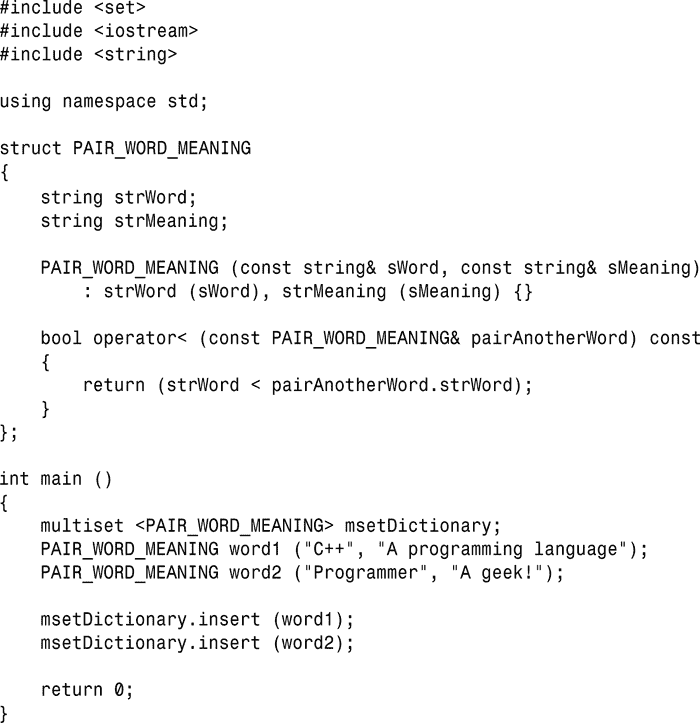 #include <set>
#include <iostream>
#include <string>

using namespace std;

struct PAIR_WORD_MEANING
{
    string strWord;
    string strMeaning;

    PAIR_WORD_MEANING (const string& sWord, const string& sMeaning)
        : strWord (sWord), strMeaning (sMeaning) {}

    bool operator< (const PAIR_WORD_MEANING& pairAnotherWord) const
    {
        return (strWord < pairAnotherWord.strWord);
    }
};

int main ()
{
    multiset <PAIR_WORD_MEANING> msetDictionary;
    PAIR_WORD_MEANING word1 ("C++", "A programming language");
    PAIR_WORD_MEANING word2 ("Programmer", "A geek!");

    msetDictionary.insert (word1);
    msetDictionary.insert (word2);

    return 0;
}